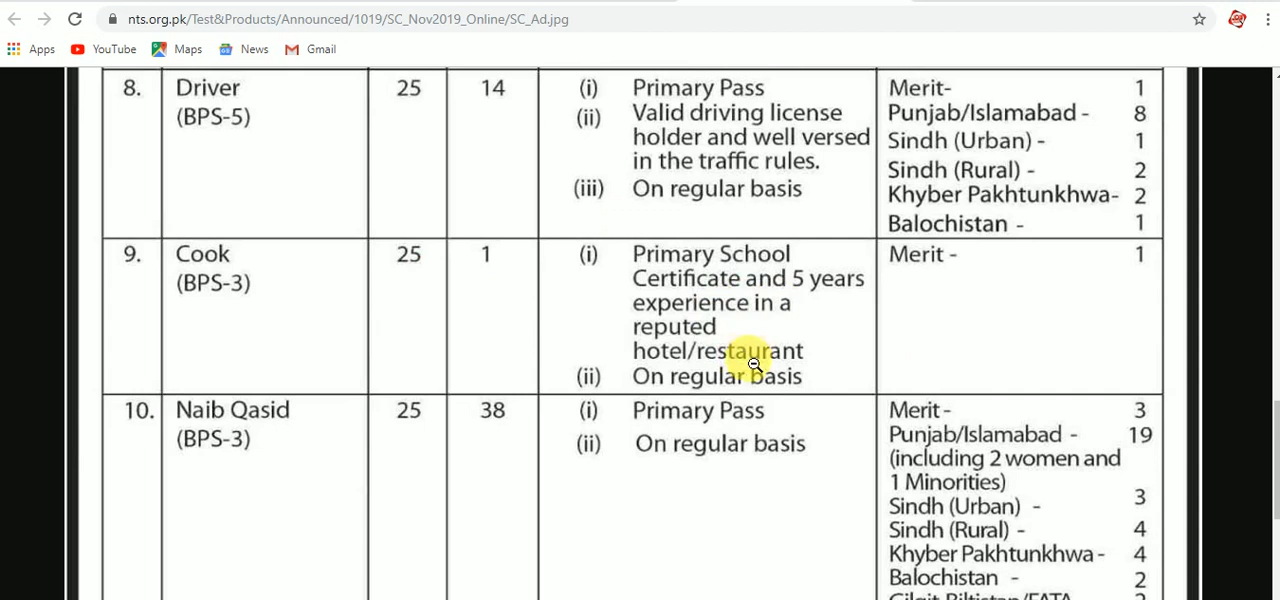 nts.org.pk/Test&Products/Announced/1019/SC_Nov2019_Online/SC_Ad.jpg
Apps YouTube Maps News Gmail
8. Driver 25 14 (i) Primary Pass Merit- 1
(BPS-5) (ii) Valid driving license Punjab/Islamabad - 8
holder and well versed Sindh (Urban) - 1
in the traffic rules. Sindh (Rural) - 2
(iii) On regular basis Khyber Pakhtunkhwa- 2
Balochistan - 1
9. Cook 25 1 (i) Primary School Merit - 1
(BPS-3) Certificate and 5 years
experience in a
reputed
hotel/restaurant
(ii) On regular basis
10. Naib Qasid 25 38 (i) Primary Pass Merit - 3
(BPS-3) (ii) On regular basis Punjab/Islamabad - 19
(including 2 women and
1 Minorities)
Sindh (Urban) - 3
Sindh (Rural) - 4
Khyber Pakhtunkhwa - 4
Balochistan - 2
Gilgit-Biltistan/FATA